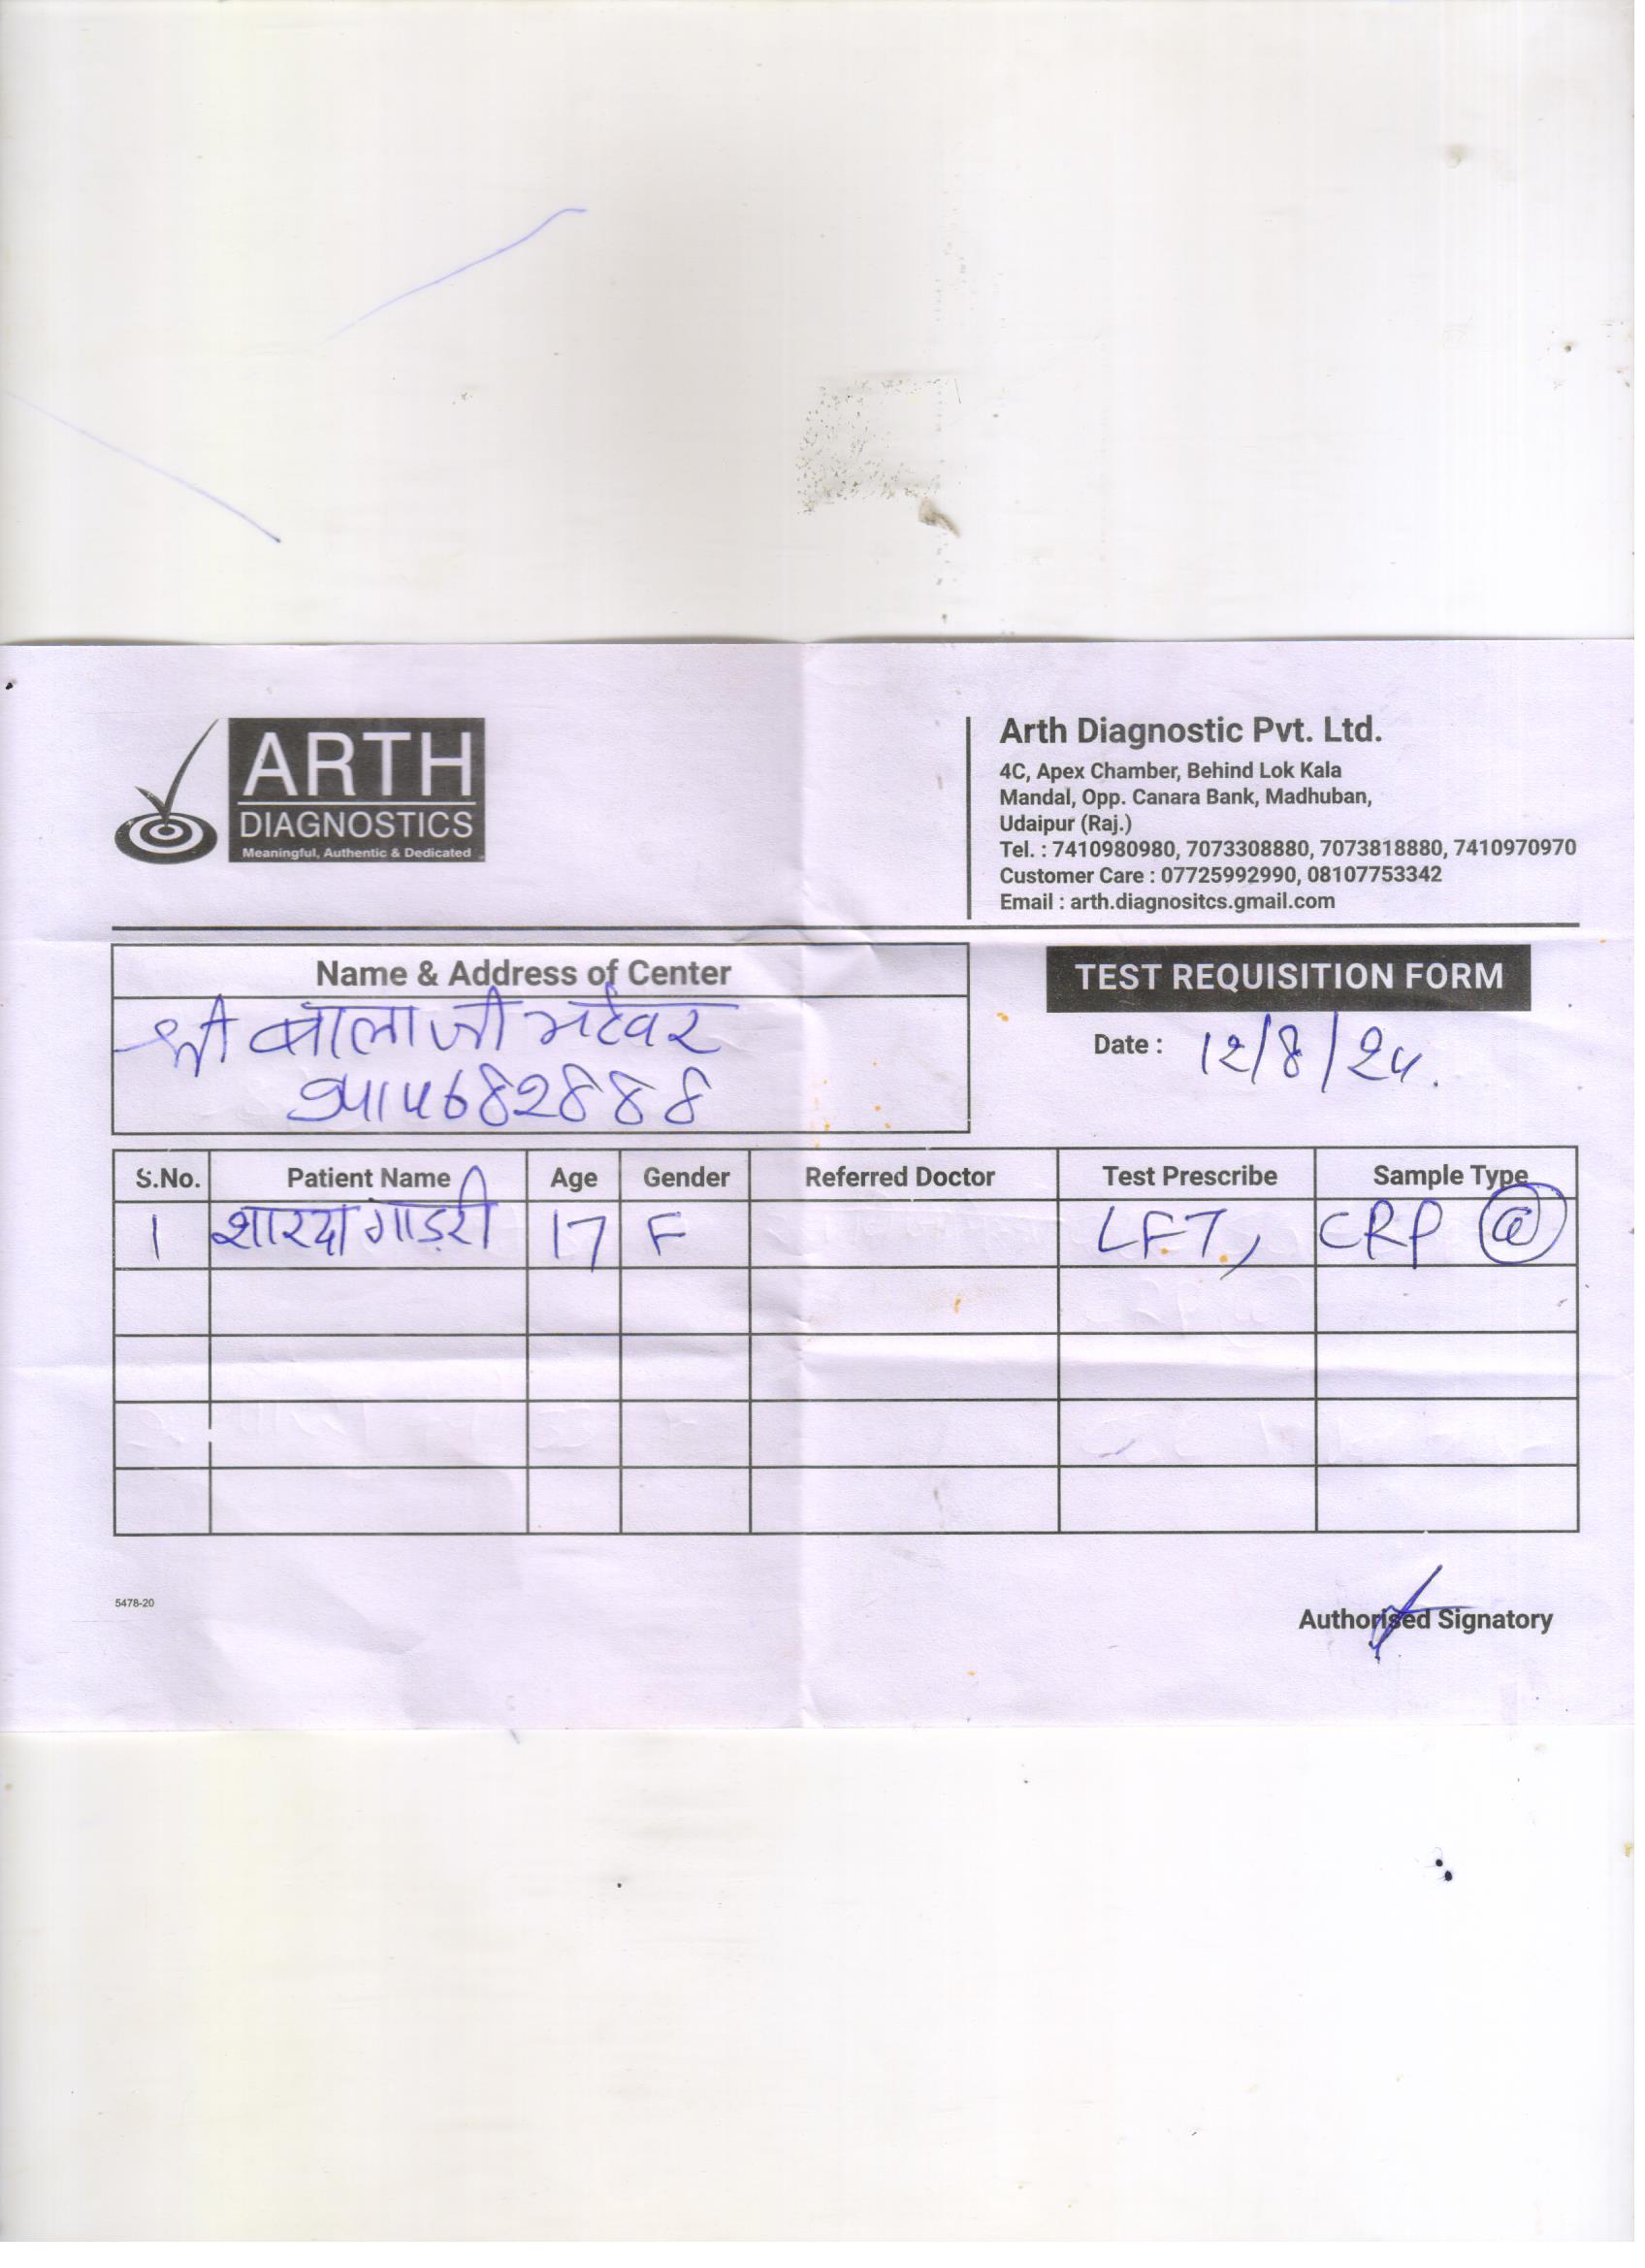 ARTH
DIAGNOSTICS
Meaningful, Authentic & Dedicated
Arth Diagnostic Pvt. Ltd.
4C, Apex Chamber, Behind Lok Kala
Mandal, Opp. Canara Bank, Madhuban,
Udaipur (Raj.)
Tel. : 7410980980, 7073308880, 7073818880, 7410970970
Customer Care : 07725992990, 08107753342
Email : arth.diagnositcs.gmail.com
Name & Address of Center
श्री बालाजी भटेवर
9414682888
TEST REQUISITION FORM
Date : 12/8/24.
S.No. Patient Name Age Gender Referred Doctor Test Prescribe Sample Type
1 शारदा गाडरी 17 F LFT, CRP @
5478-20
Authorised Signatory